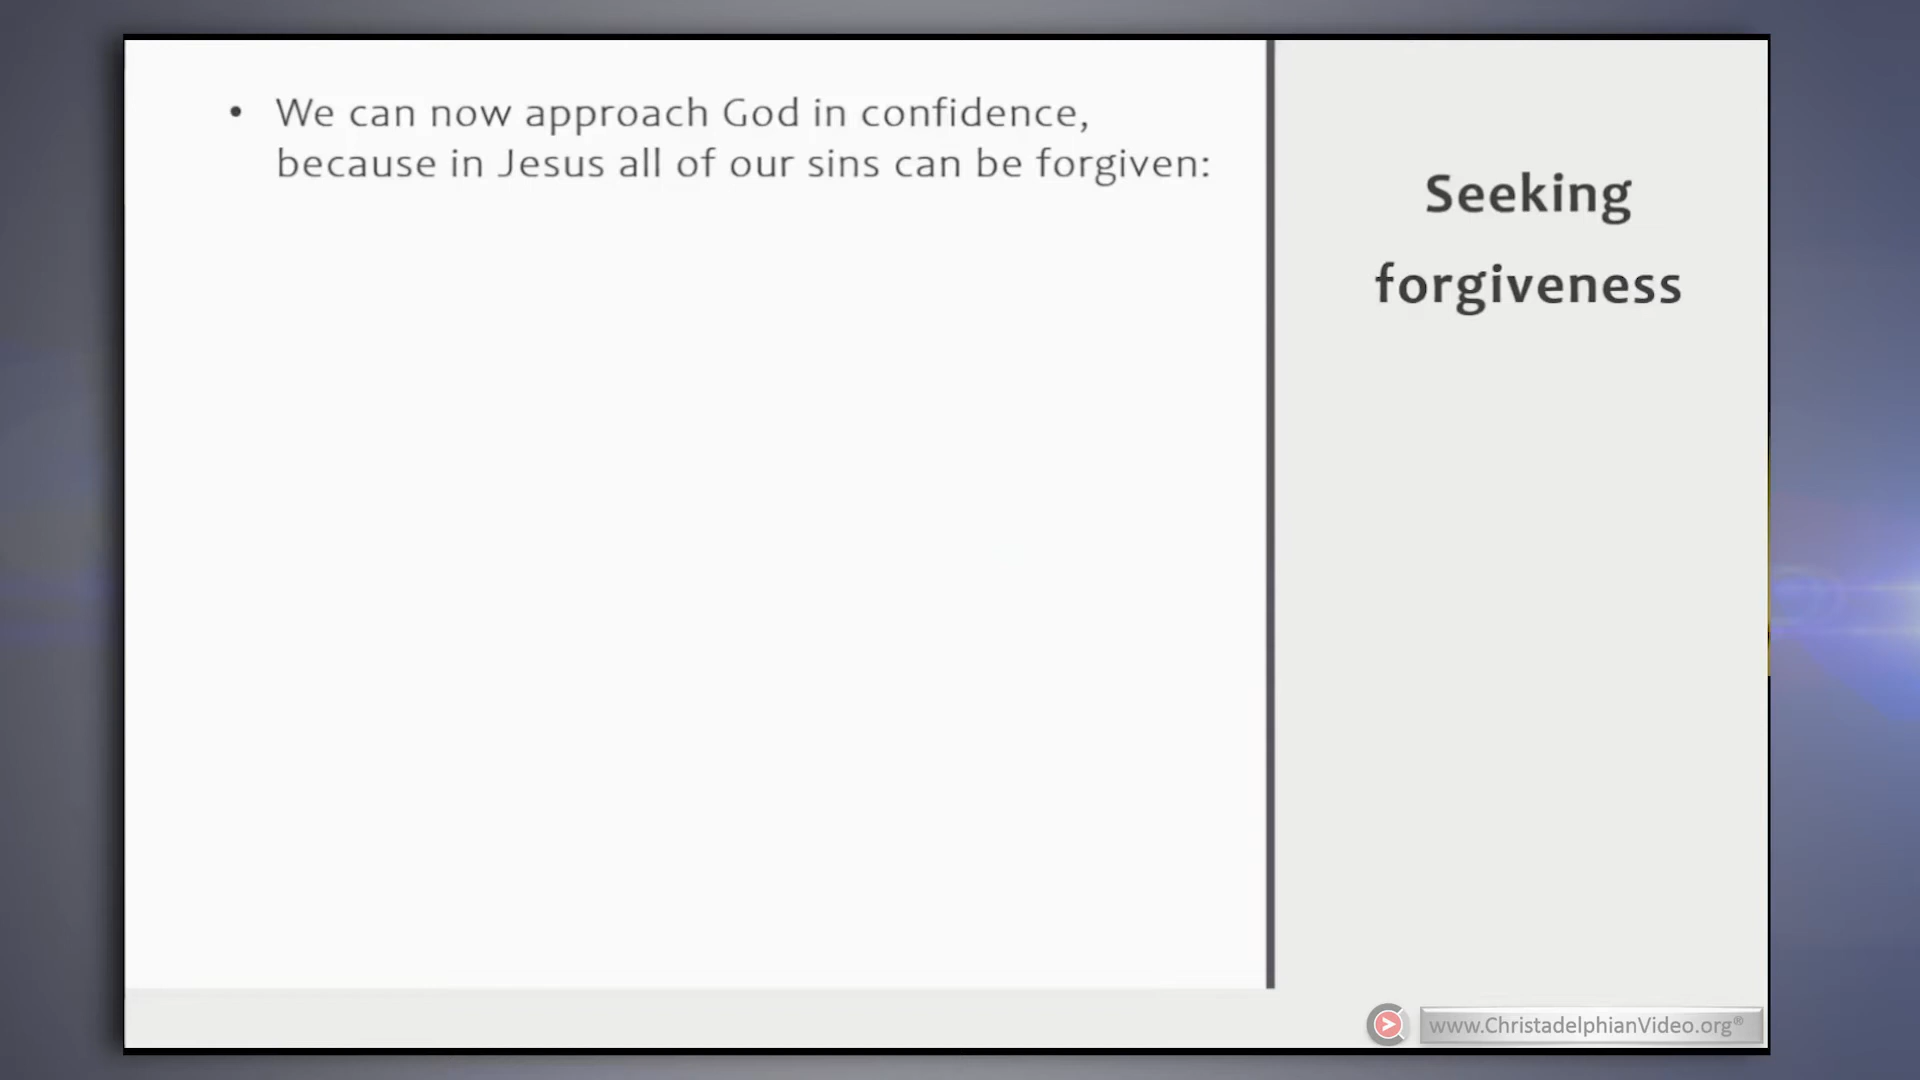 • We can now approach God in confidence,
because in Jesus all of our sins can be forgiven:
Seeking
forgiveness
www.ChristadelphianVideo.org®